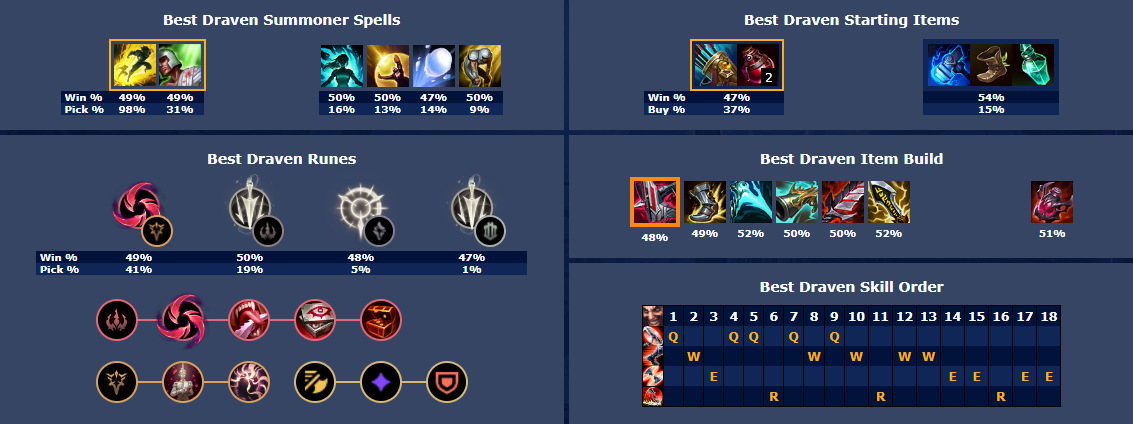 Best Draven Summoner Spells
Win % 49% 49% 50% 50% 47% 50%
Pick % 98% 31% 16% 13% 14% 9%
Best Draven Starting Items
2
Win % 47% 54%
Buy % 37% 15%
Best Draven Runes
Win % 49% 50% 48% 47%
Pick % 41% 19% 5% 1%
Best Draven Item Build
48% 49% 52% 50% 50% 52% 51%
Best Draven Skill Order
1 2 3 4 5 6 7 8 9 10 11 12 13 14 15 16 17 18
Q Q Q Q Q
W W W W W
E E E E E
R R R